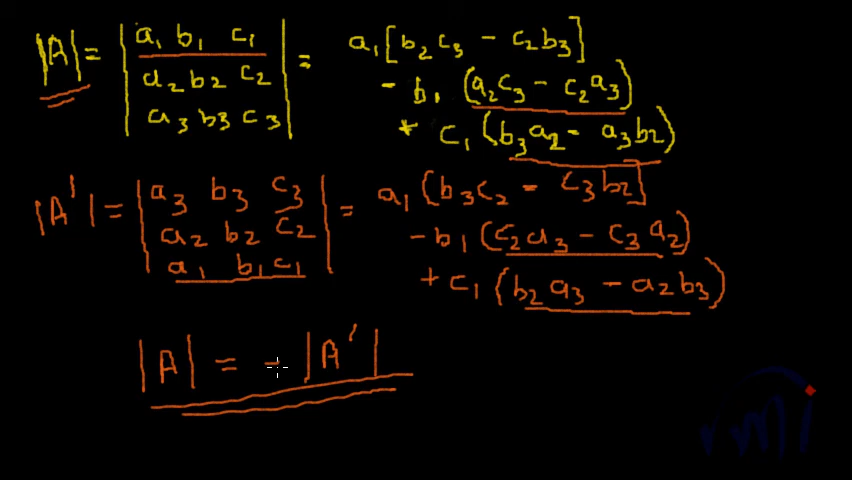 |A| = | a₁ b₁ c₁ | = a₁ [b₂c₃ - c₂b₃]
| a₂ b₂ c₂ | - b₁ (a₂c₃ - c₂a₃)
| a₃ b₃ c₃ | + c₁ (b₃a₂ - a₃b₂)
|A'| = | a₃ b₃ c₃ | = a₁ (b₃c₂ - c₃b₂]
| a₂ b₂ c₂ | - b₁ (c₂a₃ - c₃a₂)
| a₁ b₁ c₁ | + c₁ (b₂a₃ - a₂b₃)
|A| = - |A'|
rmi